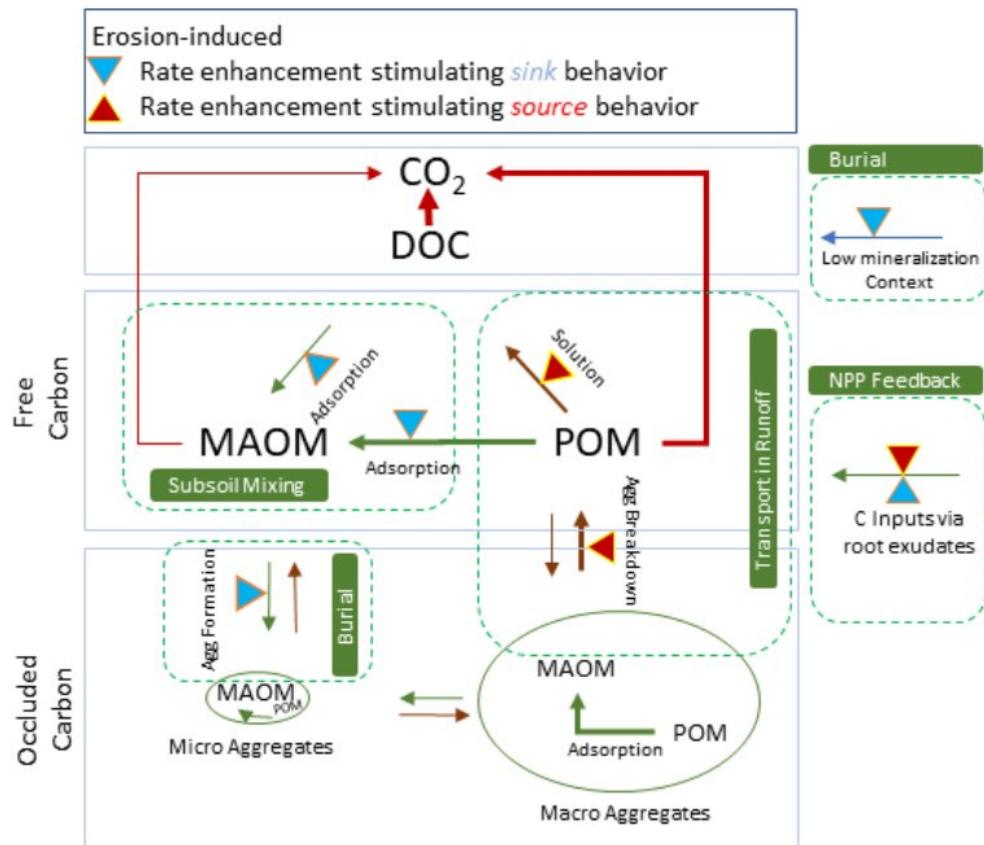 Erosion-induced
Rate enhancement stimulating sink behavior
Rate enhancement stimulating source behavior
CO₂
DOC
Burial
Low mineralization
Context
Free
Carbon
Adsorption
MAOM
Subsoil Mixing
Adsorption
Solution
POM
Agg Breakdown
Transport in Runoff
NPP Feedback
C Inputs via
root exudates
Occluded
Carbon
Agg Formation
Burial
MAOM
POM
Micro Aggregates
MAOM
POM
Adsorption
Macro Aggregates